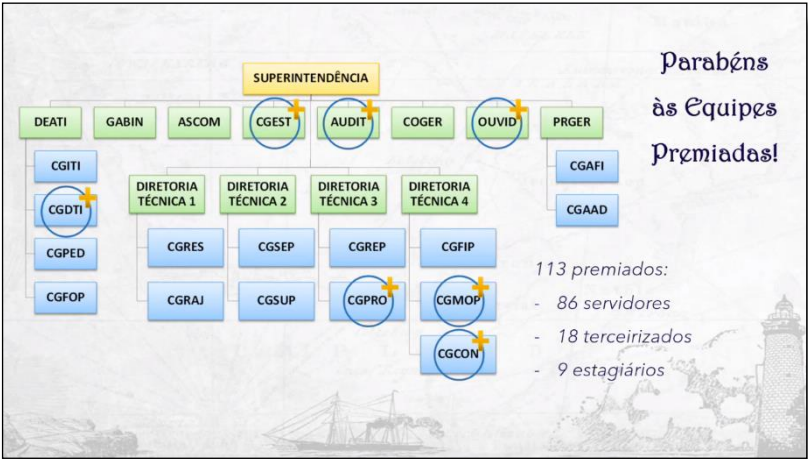 Parabéns
às Equipes
Premiadas!
SUPERINTENDÊNCIA
DEATI GABIN ASCOM CGEST AUDIT COGER OUVID PRGER
CGITI
CGDTI
CGPED
CGFOP
DIRETORIA
TÉCNICA 1
CGRES
CGRAJ
DIRETORIA
TÉCNICA 2
CGSEP
CGSUP
DIRETORIA
TÉCNICA 3
CGREP
CGPRO
DIRETORIA
TÉCNICA 4
CGFIP
CGMOP
CGCON
CGAFI
CGAAD
113 premiados:
- 86 servidores
- 18 terceirizados
- 9 estagiários